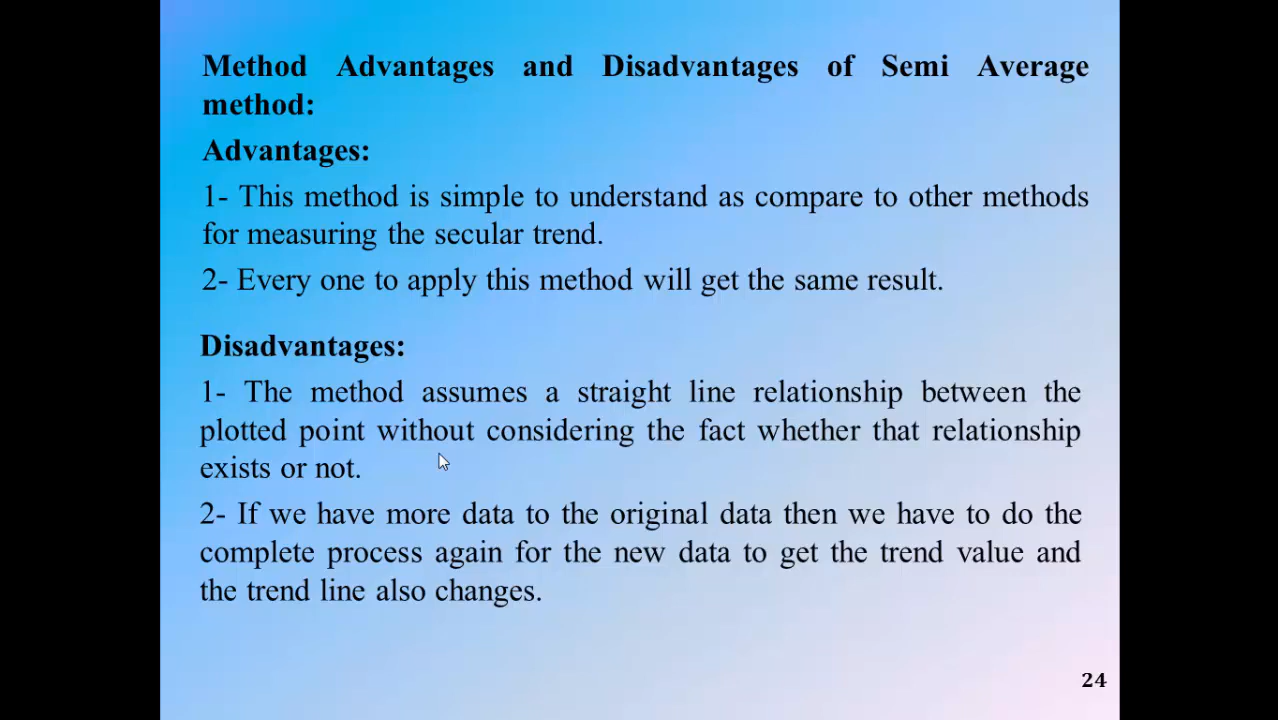 Method Advantages and Disadvantages of Semi Average
method:
Advantages:
1- This method is simple to understand as compare to other methods
for measuring the secular trend.
2- Every one to apply this method will get the same result.
Disadvantages:
1- The method assumes a straight line relationship between the
plotted point without considering the fact whether that relationship
exists or not.
2- If we have more data to the original data then we have to do the
complete process again for the new data to get the trend value and
the trend line also changes.
24